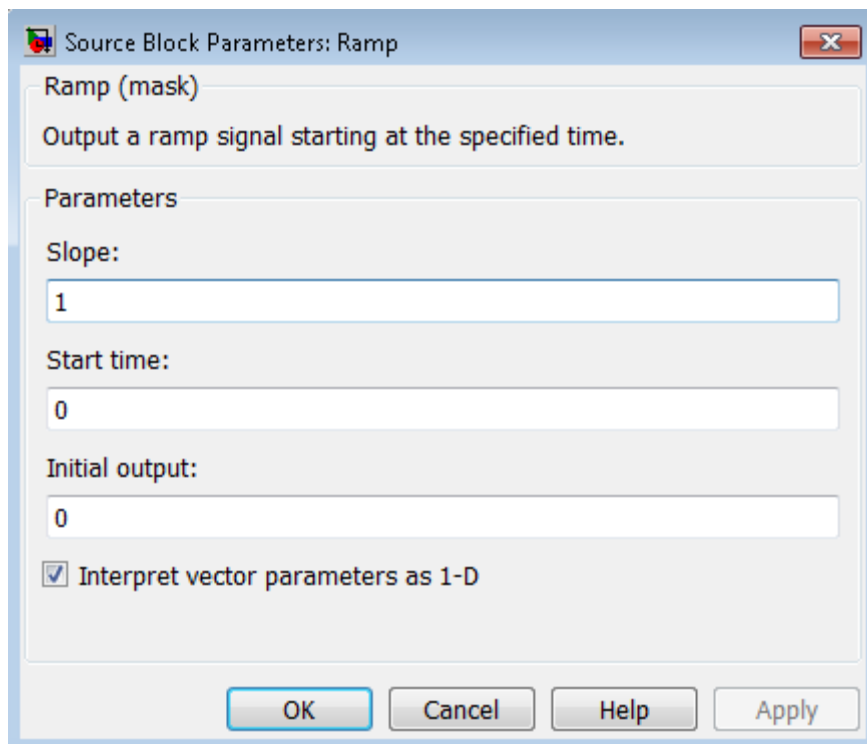 Source Block Parameters: Ramp
Ramp (mask)
Output a ramp signal starting at the specified time.
Parameters
Slope:
1
Start time:
0
Initial output:
0
Interpret vector parameters as 1-D
OK Cancel Help Apply